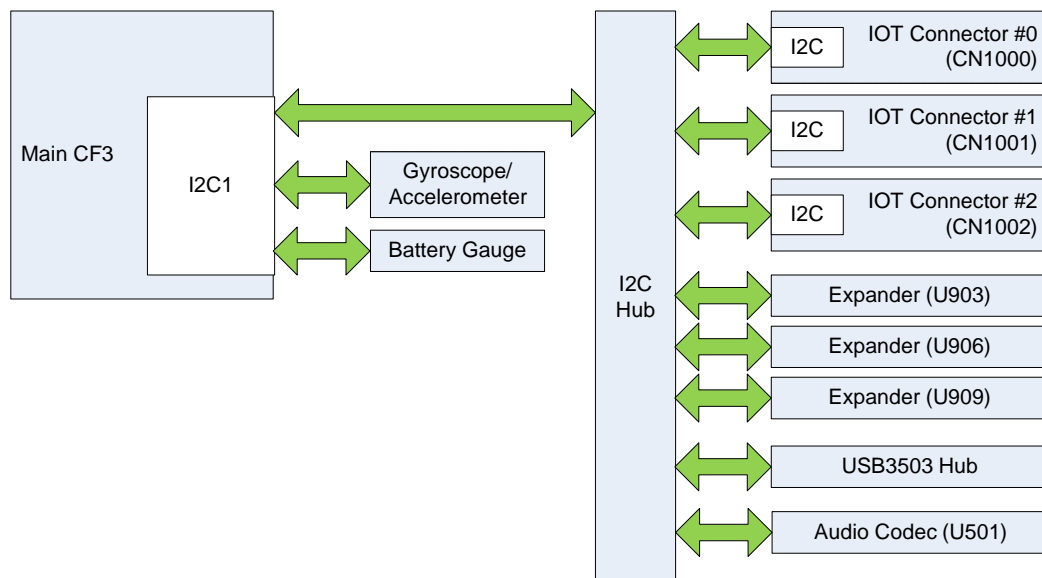 Main CF3
I2C1
Gyroscope/
Accelerometer
Battery Gauge
I2C
Hub
I2C
IOT Connector #0
(CN1000)
I2C
IOT Connector #1
(CN1001)
I2C
IOT Connector #2
(CN1002)
Expander (U903)
Expander (U906)
Expander (U909)
USB3503 Hub
Audio Codec (U501)